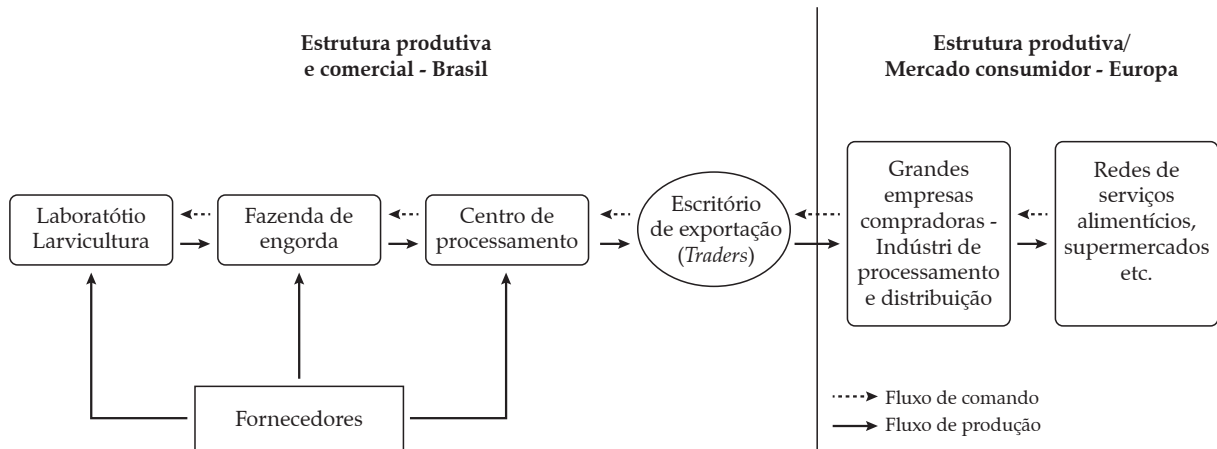 Estrutura produtiva
e comercial - Brasil
Estrutura produtiva/
Mercado consumidor - Europa
Laboratótio
Larvicultura
Fazenda de
engorda
Centro de
processamento
Escritório
de exportação
(Traders)
Grandes
empresas
compradoras -
Indústri de
processamento
e distribuição
Redes de
serviços
alimentícios,
supermercados
etc.
Fornecedores
Fluxo de comando
Fluxo de produção